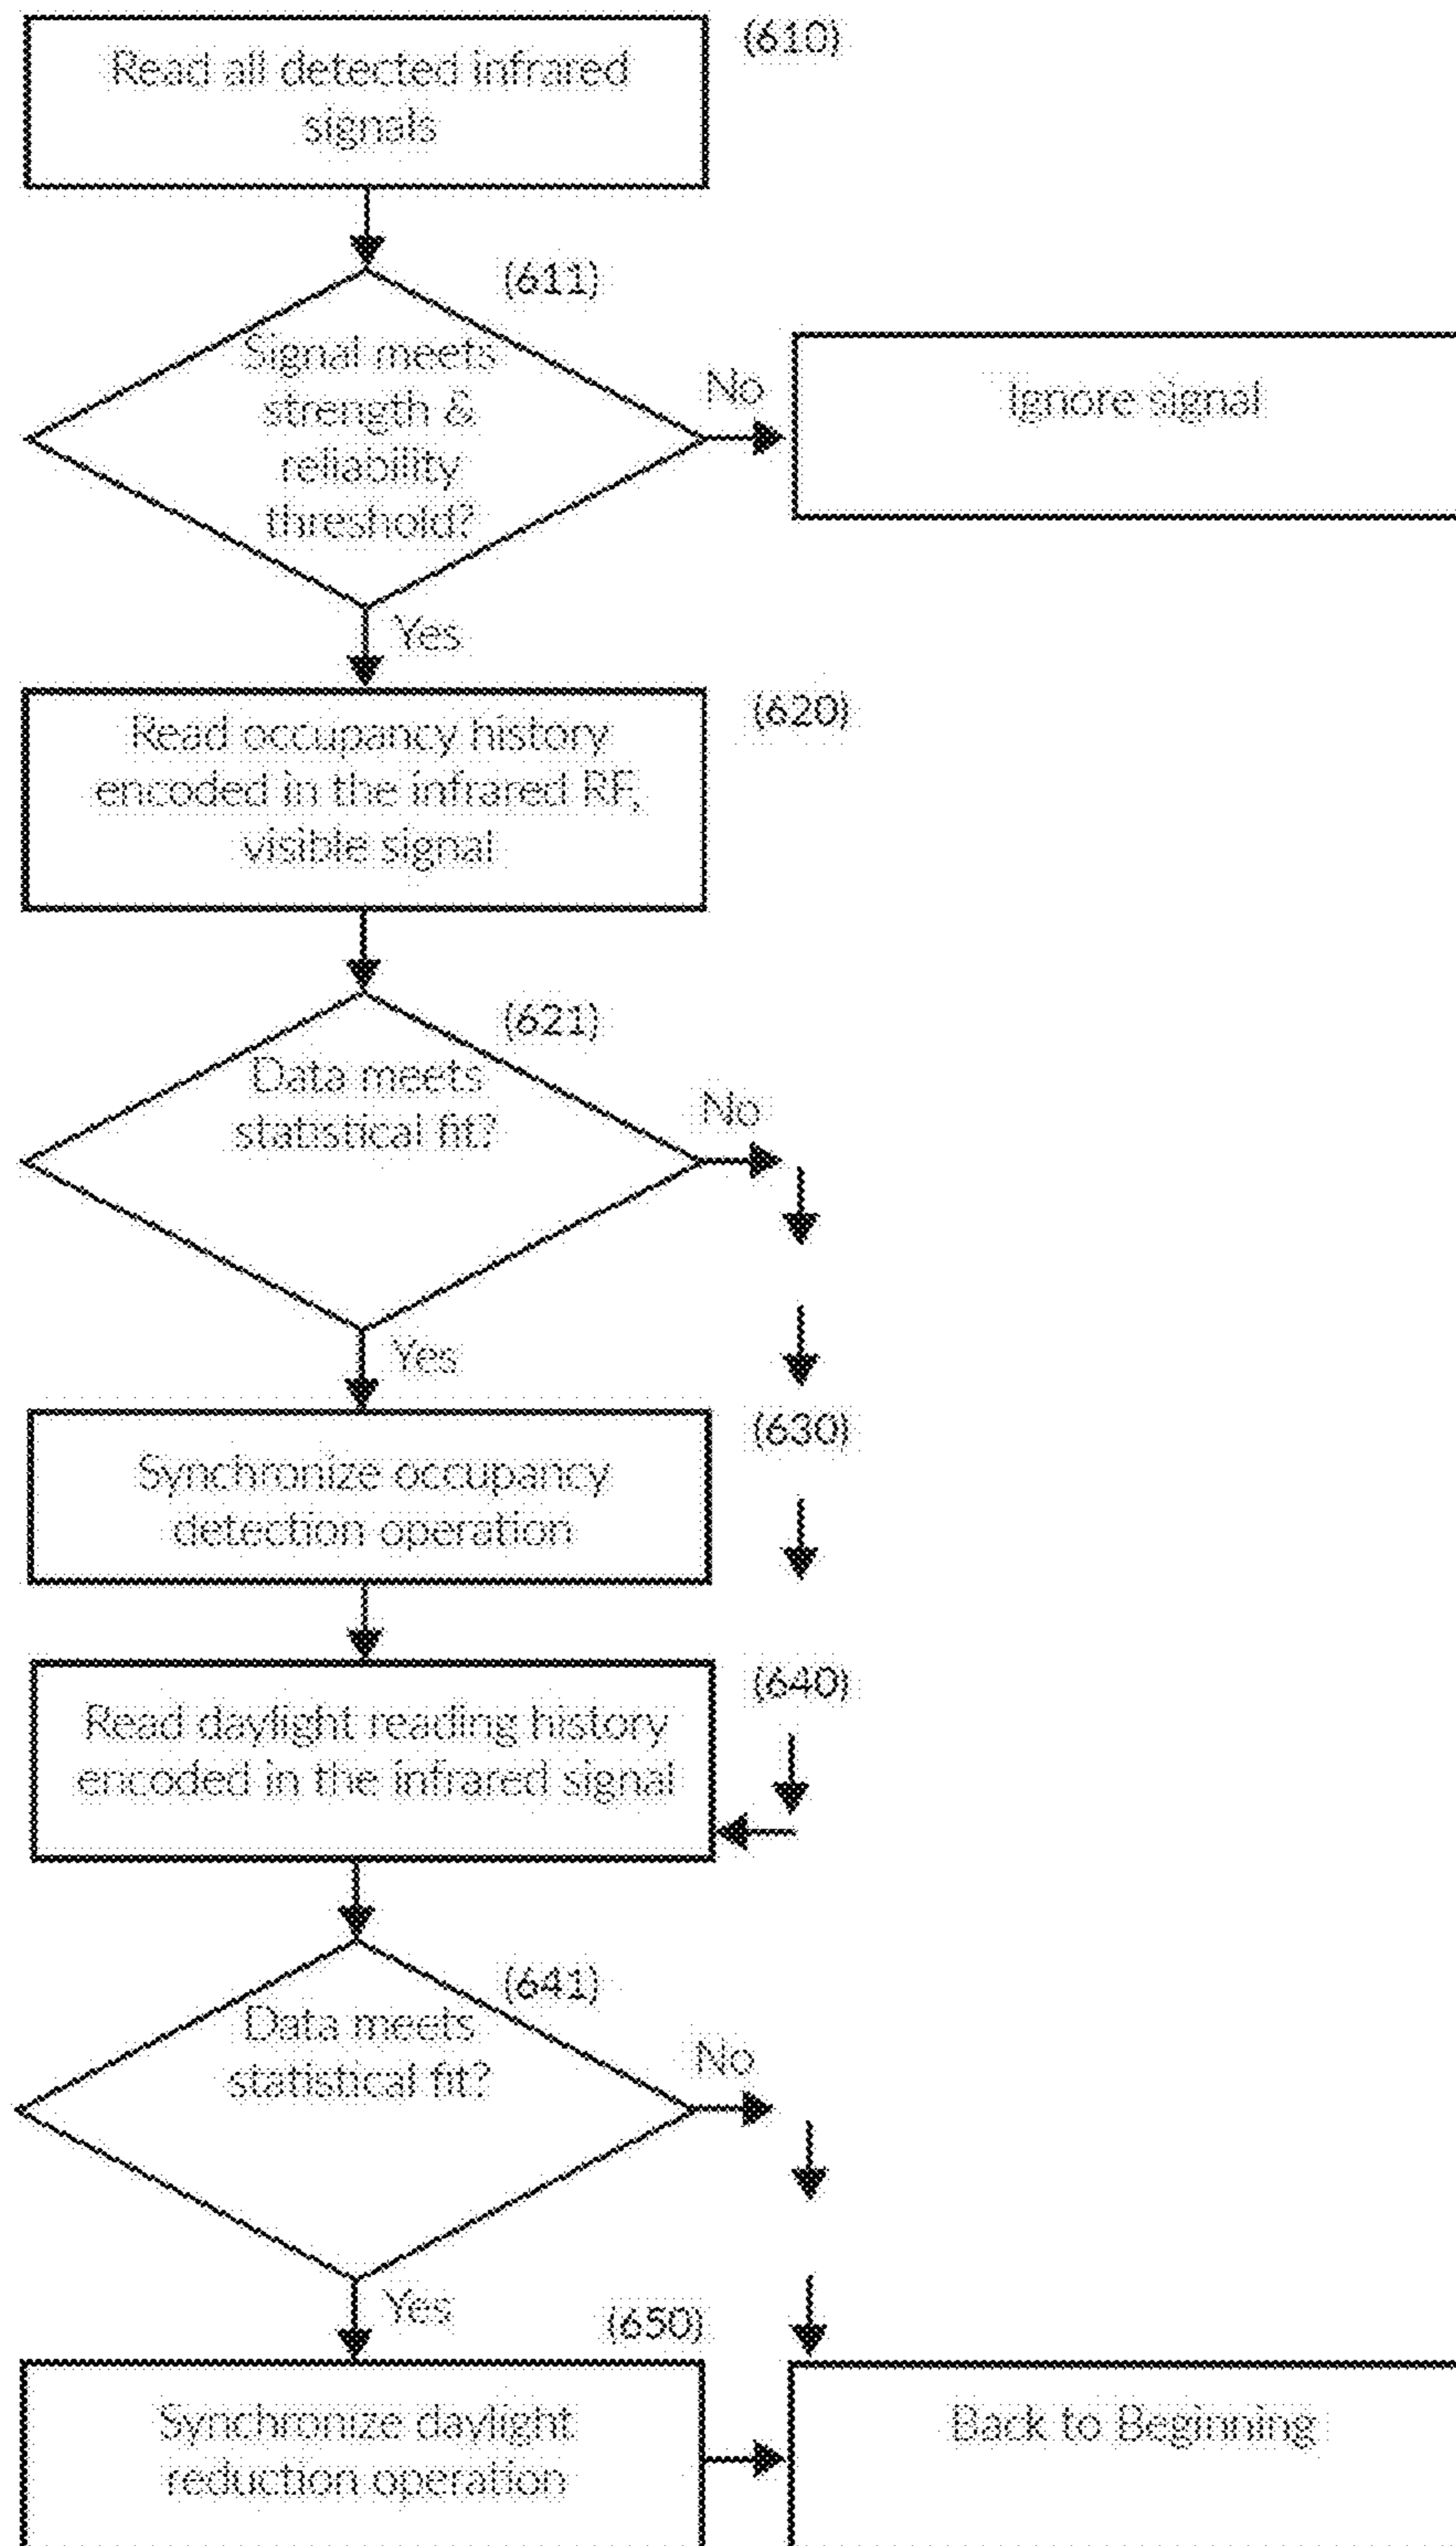 (610)
Read all detected infrared
signals
(611)
Signal meets
strength &
reliability
threshold?
No
Ignore signal
Yes
(620)
Read occupancy history
encoded in the infrared RF,
visible signal
(621)
Data meets
statistical fit?
No
Yes
(630)
Synchronize occupancy
detection operation
(640)
Read daylight reading history
encoded in the infrared signal
(641)
Data meets
statistical fit?
No
Yes
(650)
Synchronize daylight
reduction operation
Back to Beginning